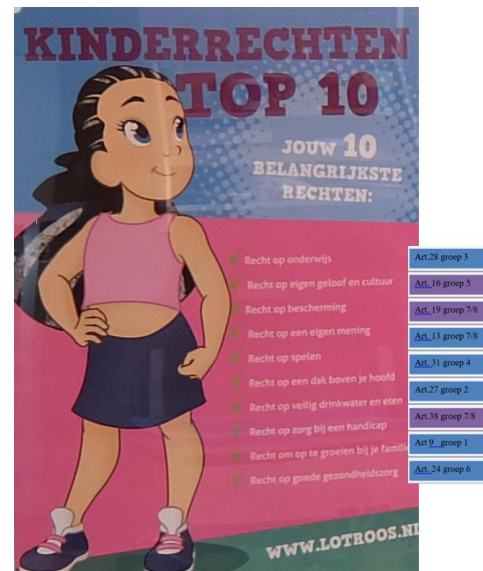 KINDERRECHTEN
TOP 10
JOUW 10
BELANGRIJKSTE
RECHTEN:
Recht op onderwijs
Recht op eigen geloof en cultuur
Recht op bescherming
Recht op een eigen mening
Recht op spelen
Recht op een dak boven je hoofd
Recht op veilig drinkwater en eten
Recht op zorg bij een handicap
Recht om op te groeien bij je familie
Recht op goede gezondheidszorg
WWW.LOTROOS.NL
Art.28 groep 3
Art. 16 groep 5
Art. 19 groep 7/8
Art. 13 groep 7/8
Art. 31 groep 4
Art.27 groep 2
Art.38 groep 7/8
Art 9 groep 1
Art. 24 groep 6